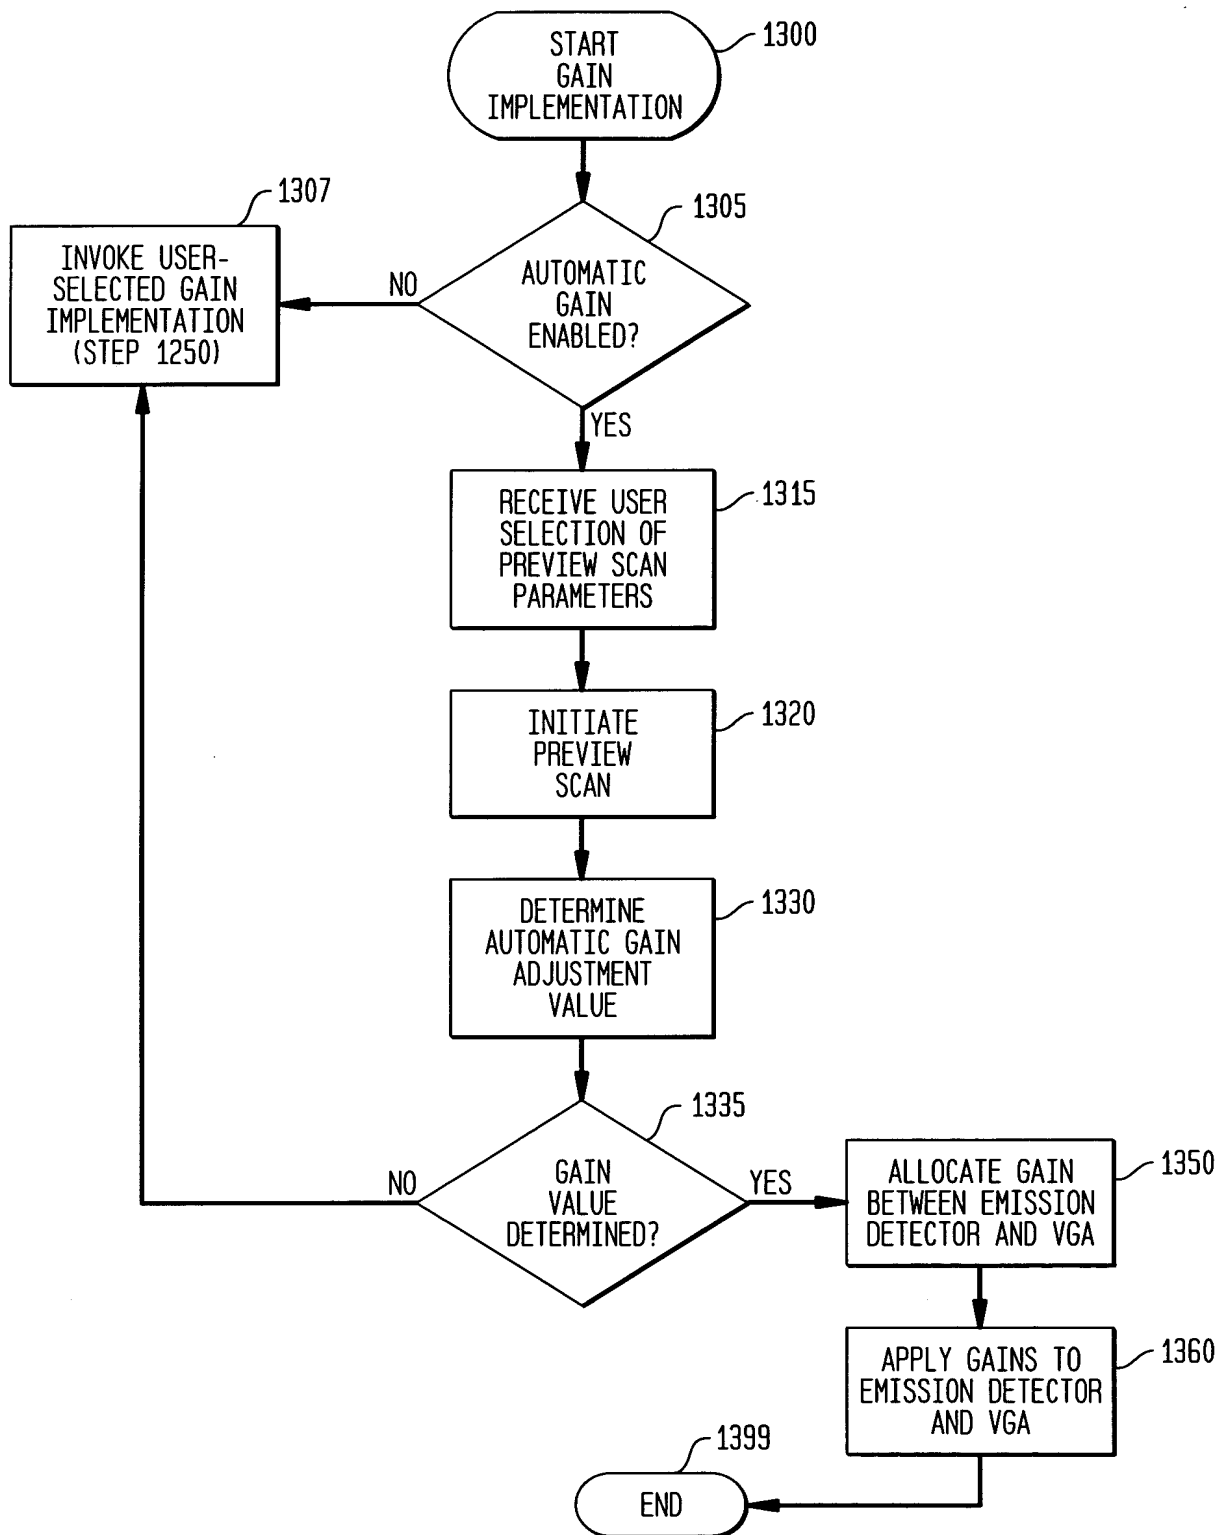 START
GAIN
IMPLEMENTATION
1300
1307
INVOKE USER-
SELECTED GAIN
IMPLEMENTATION
(STEP 1250)
NO
1305
AUTOMATIC
GAIN
ENABLED?
YES
1315
RECEIVE USER
SELECTION OF
PREVIEW SCAN
PARAMETERS
1320
INITIATE
PREVIEW
SCAN
1330
DETERMINE
AUTOMATIC GAIN
ADJUSTMENT
VALUE
1335
NO
GAIN
VALUE
DETERMINED?
YES
1350
ALLOCATE GAIN
BETWEEN EMISSION
DETECTOR AND VGA
1360
APPLY GAINS TO
EMISSION DETECTOR
AND VGA
1399
END